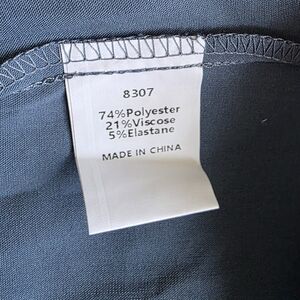 8307
74%Polyester
21%Viscose
5%Elastane
MADE IN CHINA